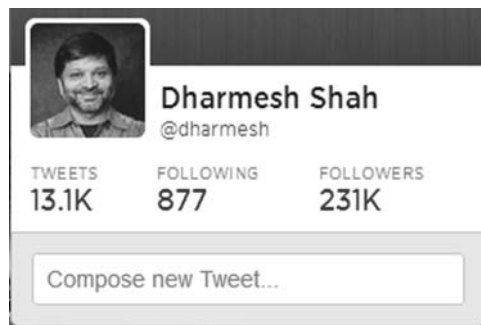 Dharmesh Shah
@dharmesh
TWEETS FOLLOWING FOLLOWERS
13.1K 877 231K
Compose new Tweet...